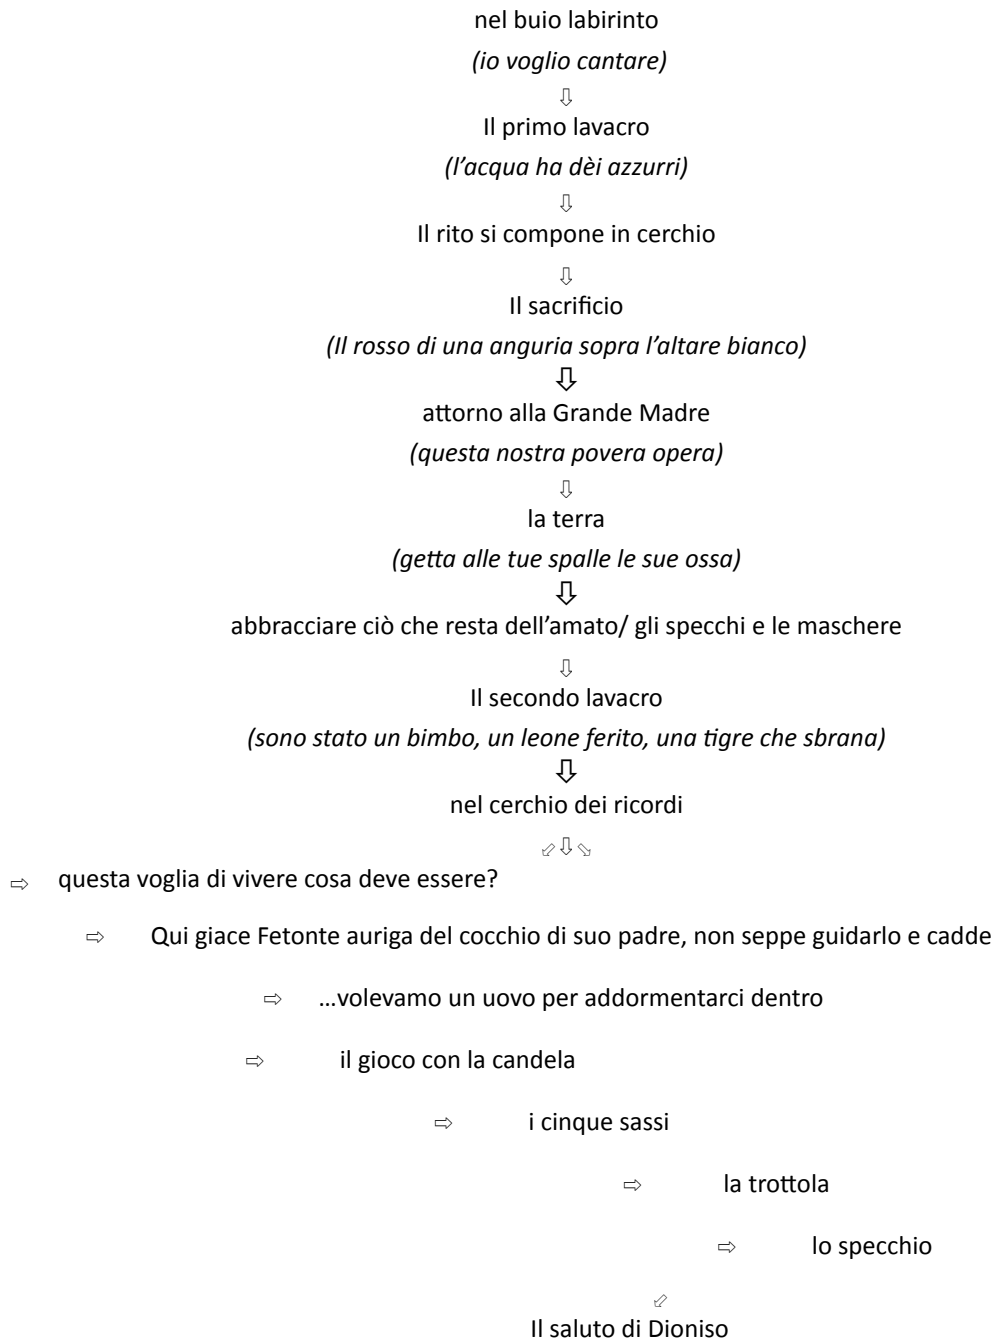 nel buio labirinto
(io voglio cantare)
⇩
Il primo lavacro
(l’acqua ha dèi azzurri)
⇩
Il rito si compone in cerchio
⇩
Il sacrificio
(Il rosso di una anguria sopra l’altare bianco)
⇩
attorno alla Grande Madre
(questa nostra povera opera)
⇩
la terra
(getta alle tue spalle le sue ossa)
⇩
abbracciare ciò che resta dell’amato/ gli specchi e le maschere
⇩
Il secondo lavacro
(sono stato un bimbo, un leone ferito, una tigre che sbrana)
⇩
nel cerchio dei ricordi
⬃⇩⬂
⇨ questa voglia di vivere cosa deve essere?
⇨ Qui giace Fetonte auriga del cocchio di suo padre, non seppe guidarlo e cadde
⇨ …volevamo un uovo per addormentarci dentro
⇨ il gioco con la candela
⇨ i cinque sassi
⇨ la trottola
⇨ lo specchio
⬃
Il saluto di Dioniso